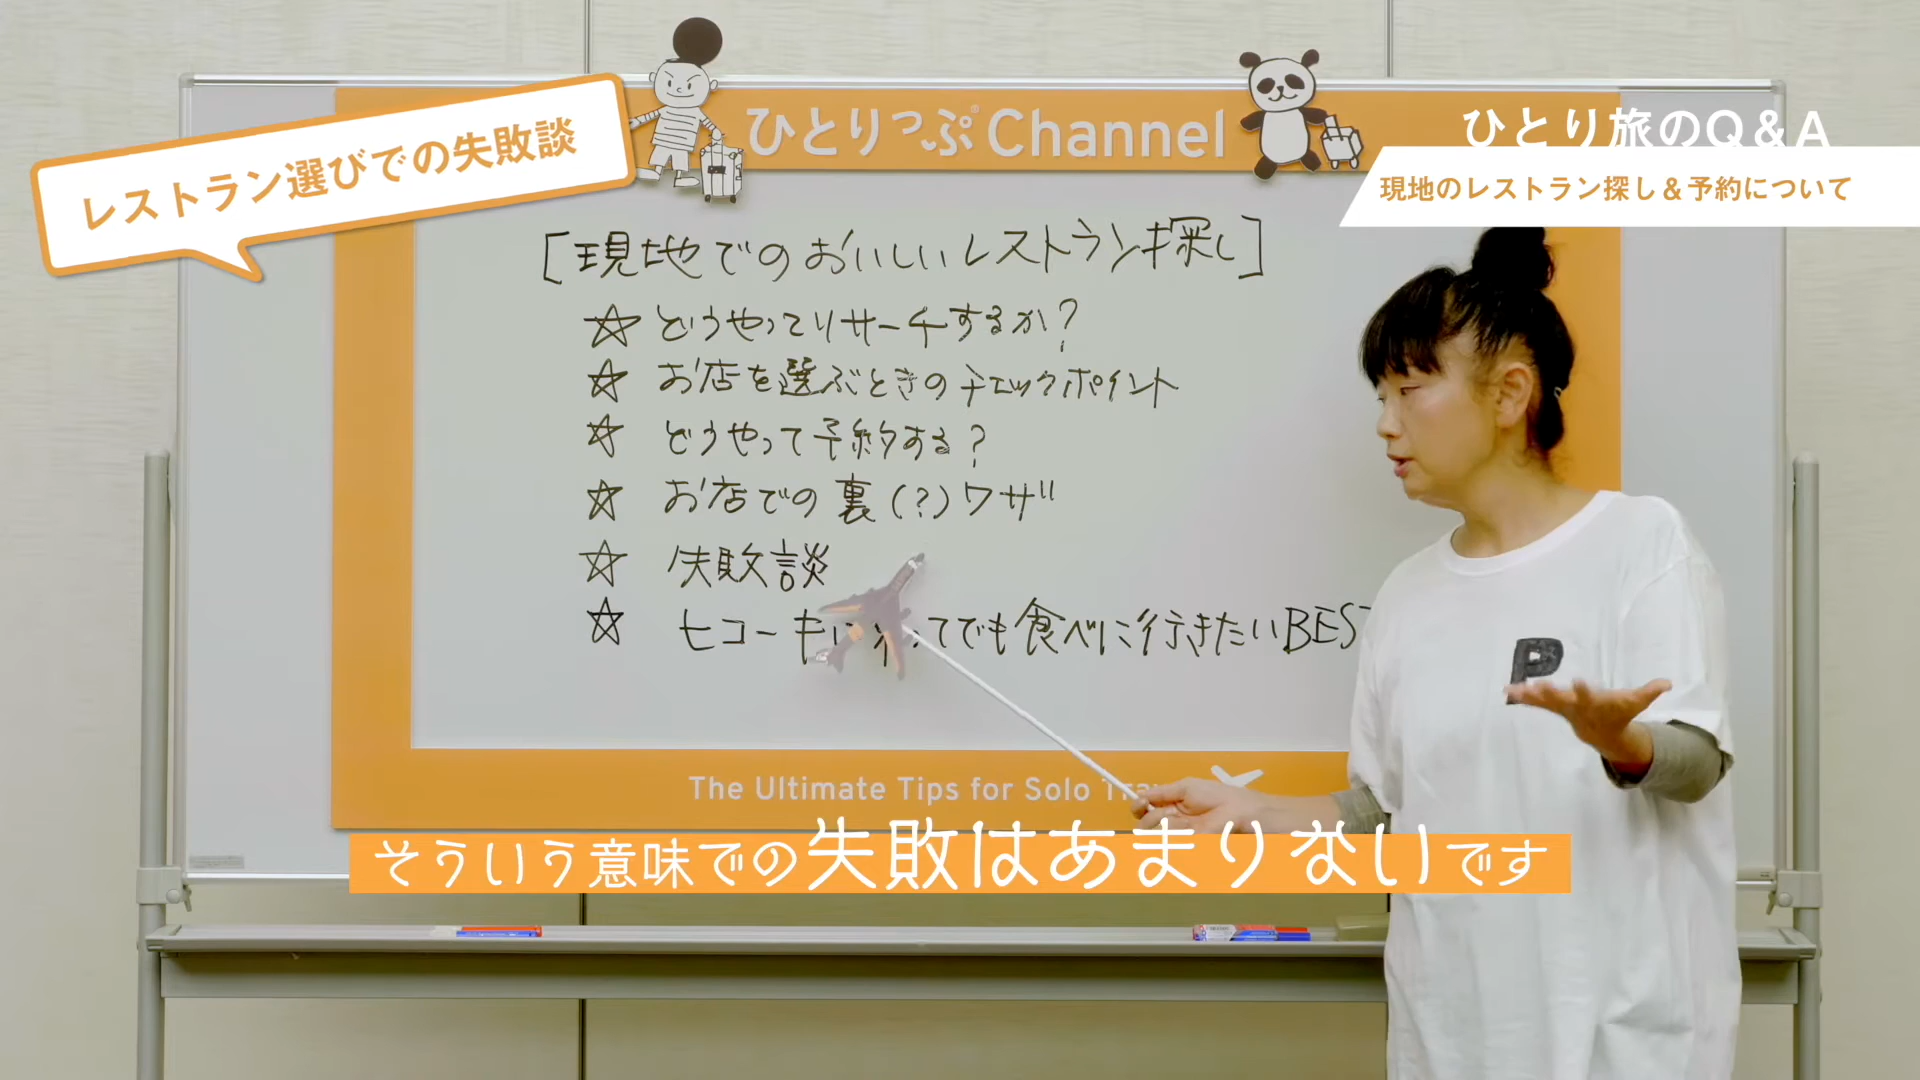 レストラン選びでの失敗談
ひとりっぷ® Channel
ひとり旅のQ&A
現地のレストラン探し&予約について
[現地でのおいしいレストラン探し]
☆ どうやってリサーチするか?
☆ お店を選ぶときのチェックポイント
☆ どうやって予約する?
☆ お店での裏(?)ワザ
☆ 失敗談
☆ ヒコーキに乗ってでも食べに行きたいBEST
P
The Ultimate Tips for Solo Trav
そういう意味での失敗はあまりないです